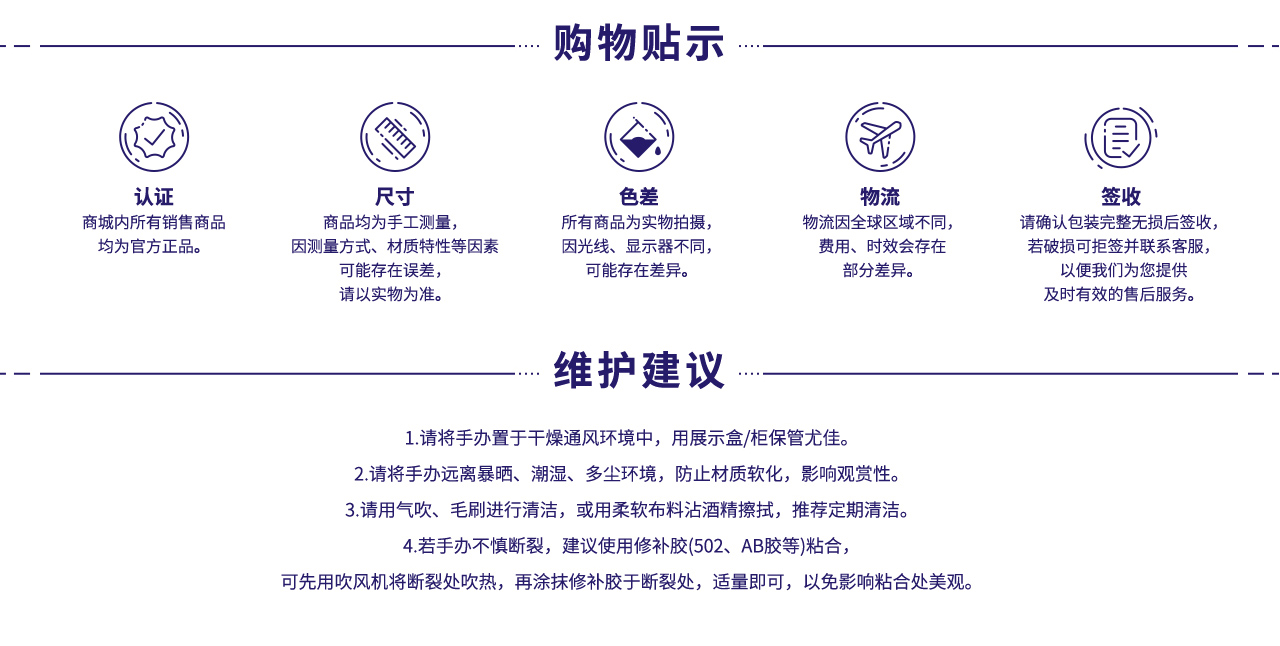 购物贴示
认证
商城内所有销售商品
均为官方正品。
尺寸
商品均为手工测量，
因测量方式、材质特性等因素
可能存在误差，
请以实物为准。
色差
所有商品为实物拍摄，
因光线、显示器不同，
可能存在差异。
物流
物流因全球区域不同，
费用、时效会存在
部分差异。
签收
请确认包装完整无损后签收，
若破损可拒签并联系客服，
以便我们为您提供
及时有效的售后服务。
维护建议
1.请将手办置于干燥通风环境中，用展示盒/柜保管尤佳。
2.请将手办远离暴晒、潮湿、多尘环境，防止材质软化，影响观赏性。
3.请用气吹、毛刷进行清洁，或用柔软布料沾酒精擦拭，推荐定期清洁。
4.若手办不慎断裂，建议使用修补胶(502、AB胶等)粘合，
可先用吹风机将断裂处吹热，再涂抹修补胶于断裂处，适量即可，以免影响粘合处美观。